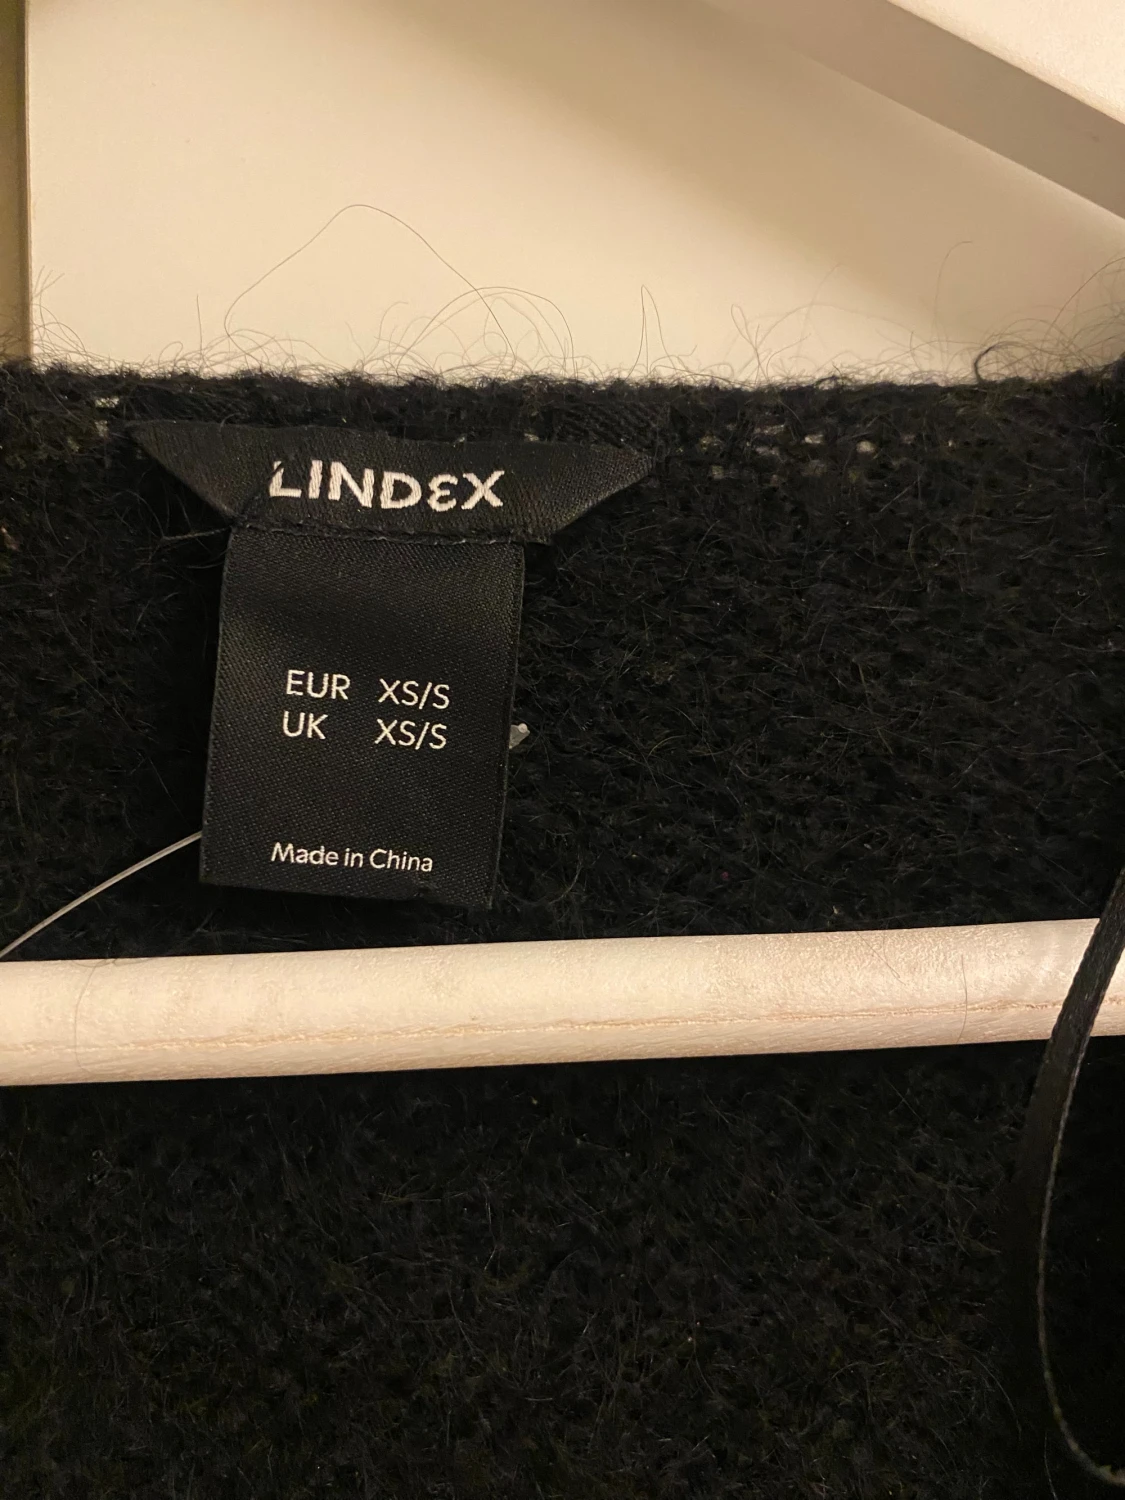 LINDEX
EUR XS/S
UK XS/S
Made in China